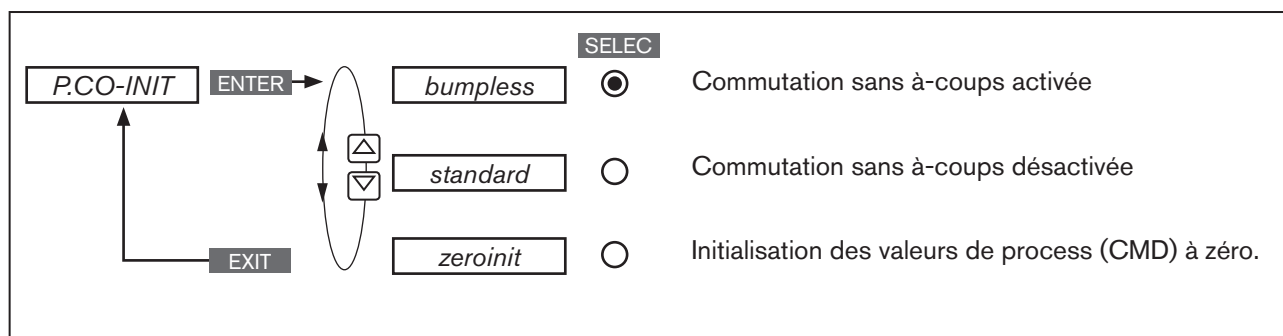 SELEC
P.CO-INIT ENTER bumpless Commutation sans à-coups activée
standard Commutation sans à-coups désactivée
EXIT zeroinit Initialisation des valeurs de process (CMD) à zéro.